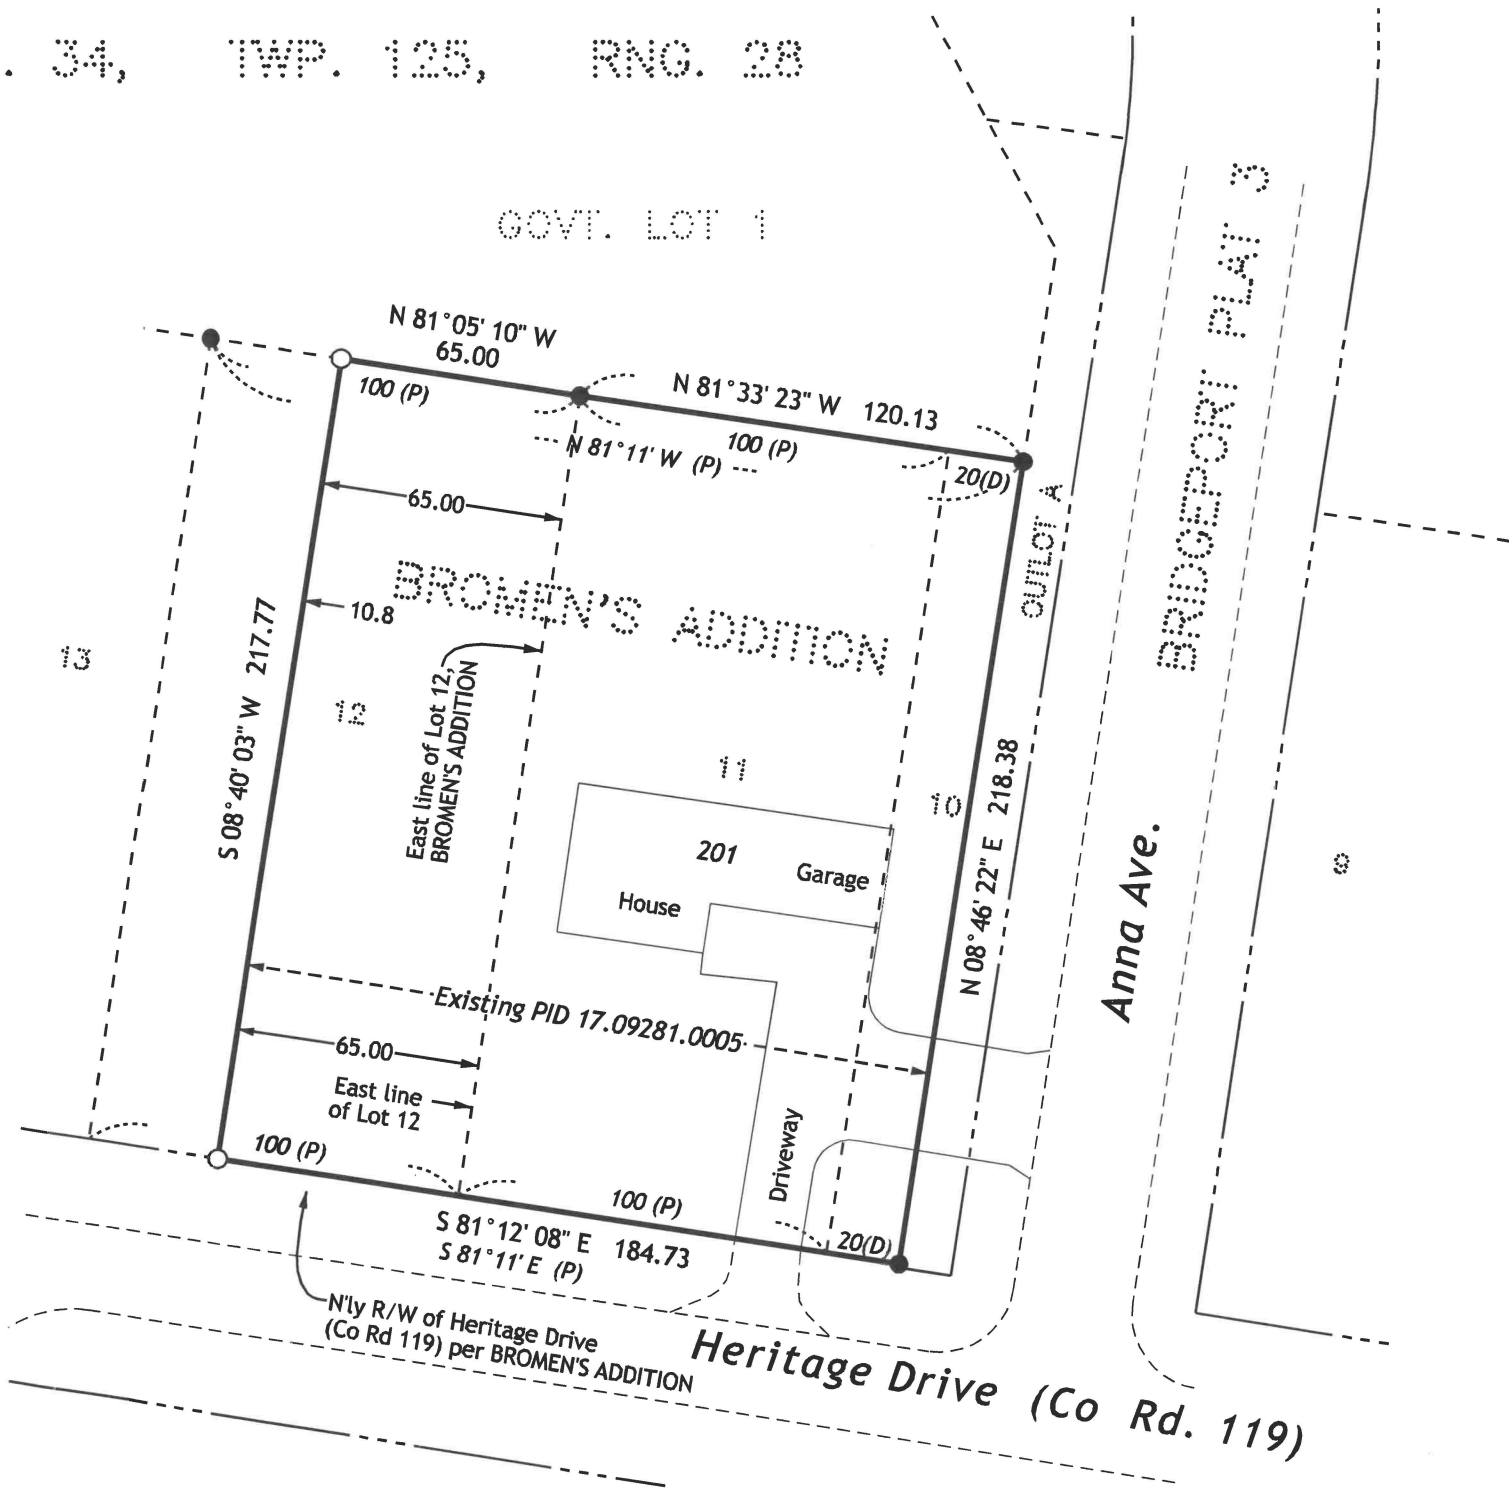 . 34, TWP. 125, RNG. 28
GOVT. LOT 1
BRIDGEPORT PLAT 3
N 81°05'10" W
65.00
100 (P)
N 81°33'23" W 120.13
100 (P)
N 81°11' W (P)
20(D)
OUTLOT A
65.00
BROMEN'S ADDITION
10.8
S 08°40'03" W 217.77
13
12
East line of Lot 12,
BROMEN'S ADDITION
11
10
N 08°46'22" E 218.38
201
Garage
House
Anna Ave.
9
Existing PID 17.09281.0005
65.00
East line
of Lot 12
Driveway
100 (P)
100 (P)
20(D)
S 81°12'08" E 184.73
S 81°11' E (P)
N'ly R/W of Heritage Drive
(Co Rd 119) per BROMEN'S ADDITION
Heritage Drive (Co Rd. 119)